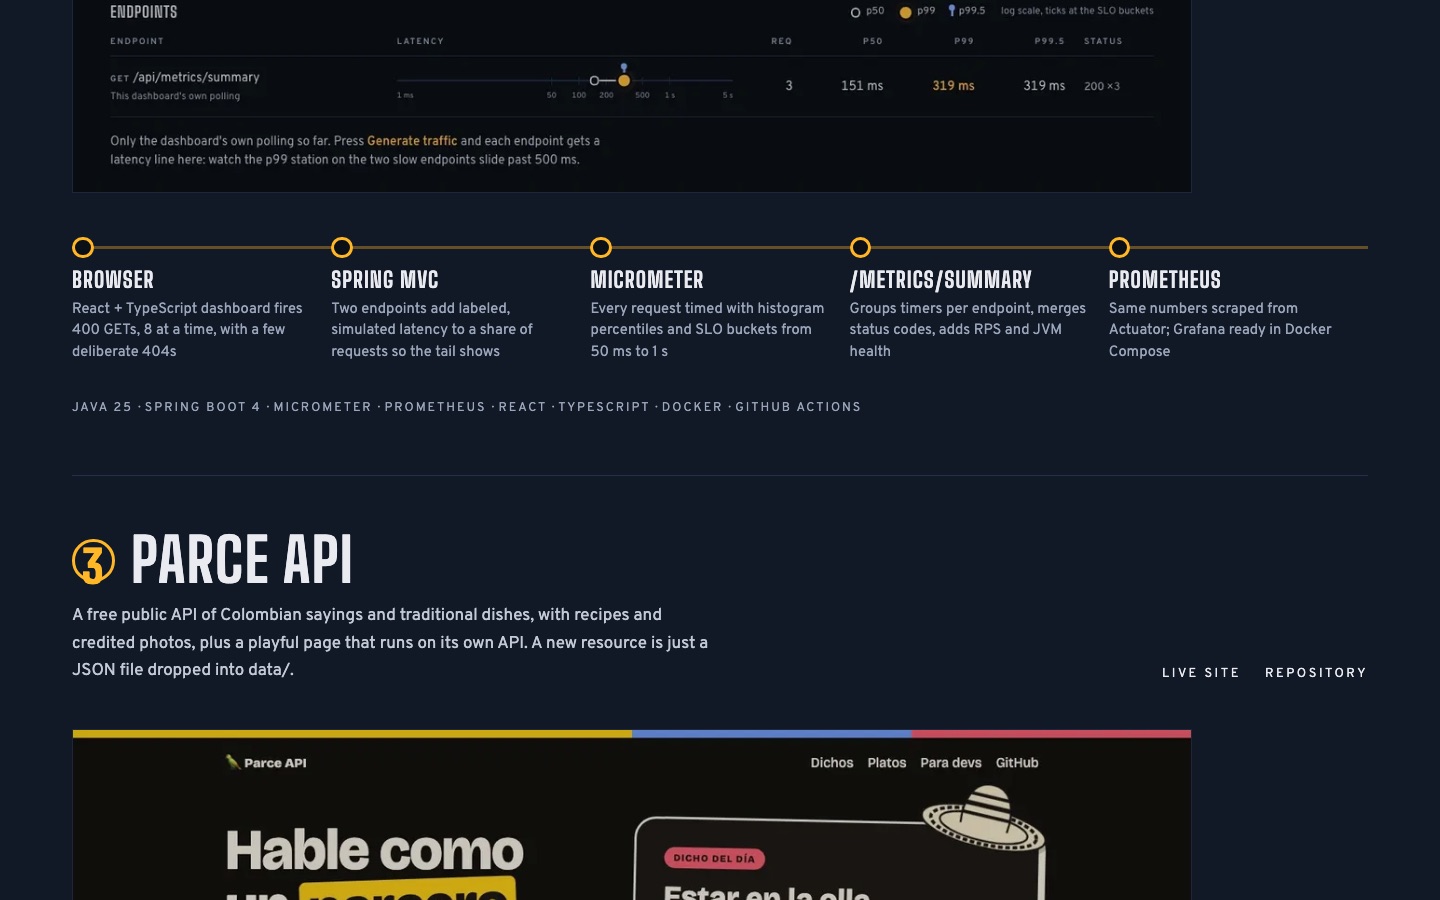 ENDPOINTS
p50 p99 p99.5 log scale, ticks at the SLO buckets
ENDPOINT LATENCY REQ P50 P99 P99.5 STATUS
GET /api/metrics/summary
This dashboard's own polling
1 ms 50 100 200 500 1 s 5 s
3 151 ms 319 ms 319 ms 200 ×3
Only the dashboard's own polling so far. Press Generate traffic and each endpoint gets a
latency line here: watch the p99 station on the two slow endpoints slide past 500 ms.
BROWSER
React + TypeScript dashboard fires
400 GETs, 8 at a time, with a few
deliberate 404s
SPRING MVC
Two endpoints add labeled,
simulated latency to a share of
requests so the tail shows
MICROMETER
Every request timed with histogram
percentiles and SLO buckets from
50 ms to 1 s
/METRICS/SUMMARY
Groups timers per endpoint, merges
status codes, adds RPS and JVM
health
PROMETHEUS
Same numbers scraped from
Actuator; Grafana ready in Docker
Compose
JAVA 25 · SPRING BOOT 4 · MICROMETER · PROMETHEUS · REACT · TYPESCRIPT · DOCKER · GITHUB ACTIONS
3 PARCE API
A free public API of Colombian sayings and traditional dishes, with recipes and
credited photos, plus a playful page that runs on its own API. A new resource is just a
JSON file dropped into data/.
LIVE SITE REPOSITORY
Parce API
Dichos Platos Para devs GitHub
Hable como
un parcero
DICHO DEL DÍA
Estar en la olla